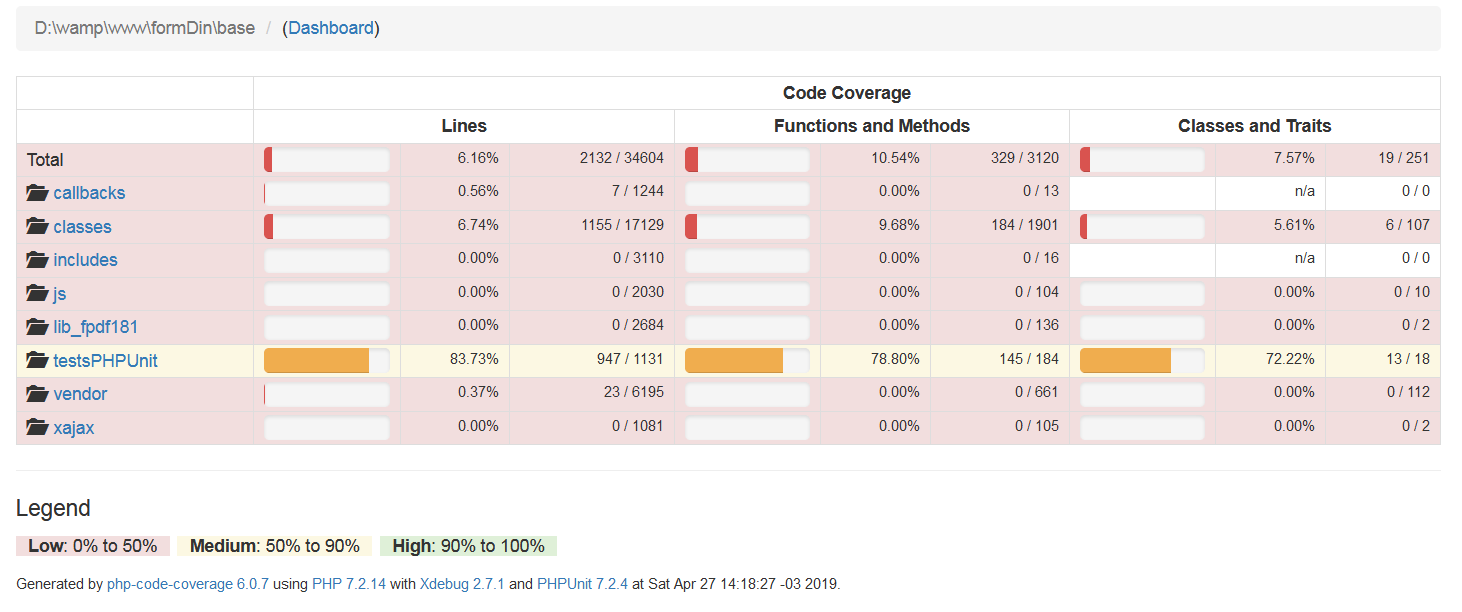 D:\wamp\www\formDin\base / (Dashboard)
Code Coverage
Lines Functions and Methods Classes and Traits
Total 6.16% 2132 / 34604 10.54% 329 / 3120 7.57% 19 / 251
callbacks 0.56% 7 / 1244 0.00% 0 / 13 n/a 0 / 0
classes 6.74% 1155 / 17129 9.68% 184 / 1901 5.61% 6 / 107
includes 0.00% 0 / 3110 0.00% 0 / 16 n/a 0 / 0
js 0.00% 0 / 2030 0.00% 0 / 104 0.00% 0 / 10
lib_fpdf181 0.00% 0 / 2684 0.00% 0 / 136 0.00% 0 / 2
testsPHPUnit 83.73% 947 / 1131 78.80% 145 / 184 72.22% 13 / 18
vendor 0.37% 23 / 6195 0.00% 0 / 661 0.00% 0 / 112
xajax 0.00% 0 / 1081 0.00% 0 / 105 0.00% 0 / 2
Legend
Low: 0% to 50% Medium: 50% to 90% High: 90% to 100%
Generated by php-code-coverage 6.0.7 using PHP 7.2.14 with Xdebug 2.7.1 and PHPUnit 7.2.4 at Sat Apr 27 14:18:27 -03 2019.